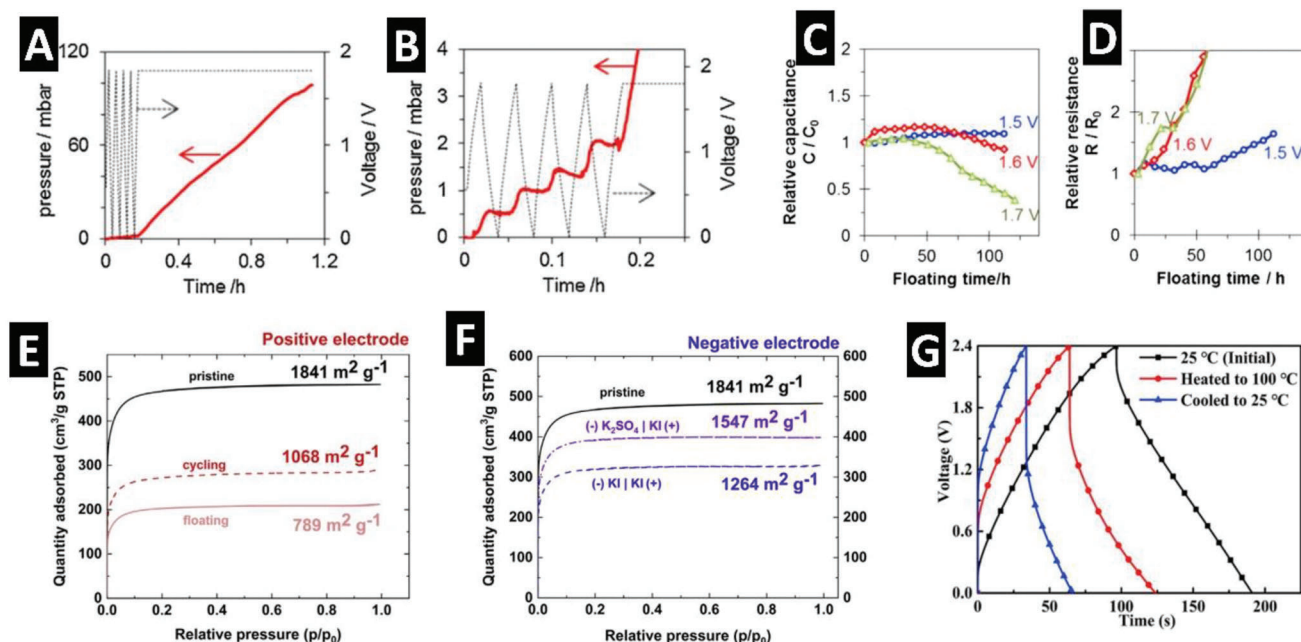 A
pressure / mbar
120
60
0
Voltage / V
2
1
0
0 0.4 0.8 1.2
Time /h
B
pressure / mbar
4
3
2
1
0
Voltage / V
2
1
0
0 0.1 0.2
Time /h
C
Relative capacitance
C / C0
2
1.5
1
0.5
0
1.5 V
1.6 V
1.7 V
0 50 100
Floating time/h
D
Relative resistance
R / R0
2
1
0
1.7 V
1.6 V
1.5 V
0 50 100
Floating time / h
E
Positive electrode
Quantity adsorbed (cm³/g STP)
500
400
300
200
100
0
pristine
1841 m² g⁻¹
1068 m² g⁻¹
cycling
floating
789 m² g⁻¹
0.0 0.2 0.4 0.6 0.8 1.0
Relative pressure (p/p₀)
F
Negative electrode
Quantity adsorbed (cm³/g STP)
600
500
400
300
200
100
0
600
500
400
300
200
100
0
pristine
1841 m² g⁻¹
(-) K₂SO₄ | KI (+)
1547 m² g⁻¹
(-) KI | KI (+)
1264 m² g⁻¹
0.0 0.2 0.4 0.6 0.8 1.0
Relative pressure (p/p₀)
G
Voltage (V)
2.4
1.8
1.2
0.6
0.0
25 °C (Initial)
Heated to 100 °C
Cooled to 25 °C
0 50 100 150 200
Time (s)